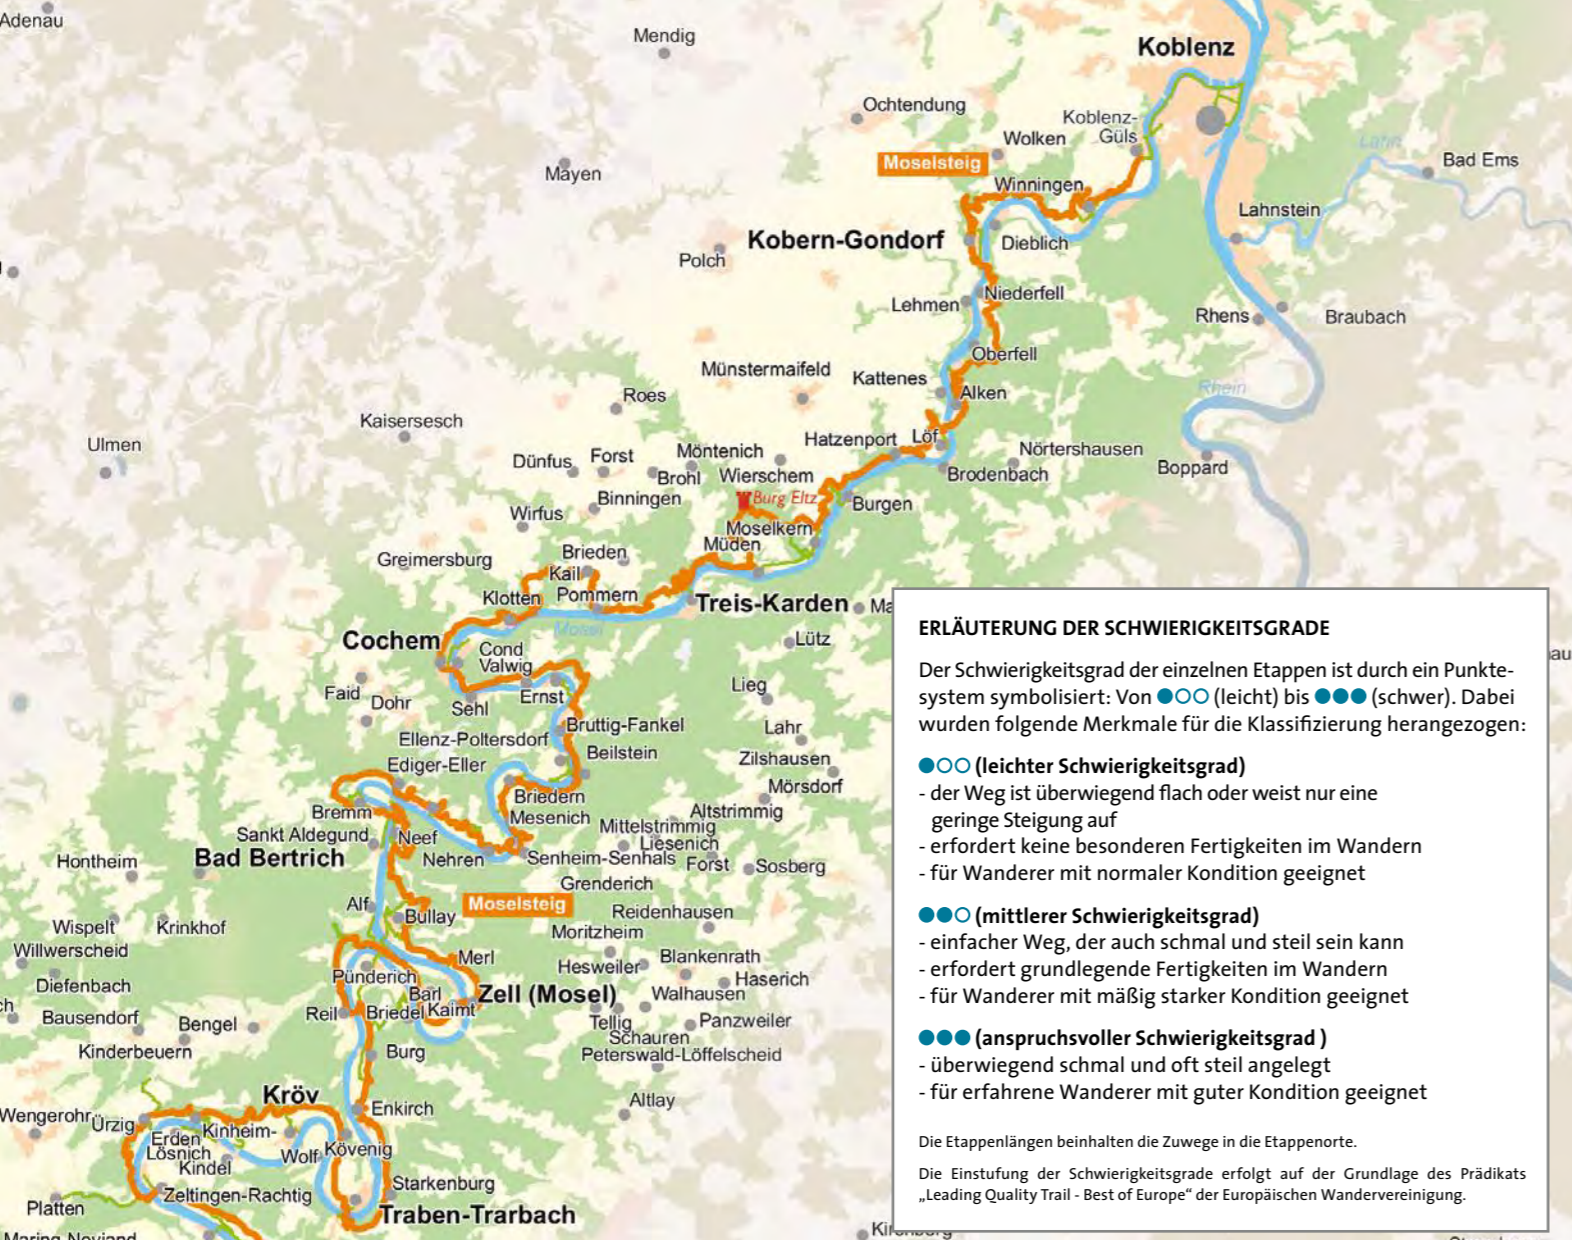 Adenau
Mendig
Koblenz
Ochtendung
Koblenz-
Güls
Wolken
Lahn
Bad Ems
Moselsteig
Mayen
Winningen
Lahnstein
Kobern-Gondorf
Dieblich
Polch
Niederfell
Lehmen
Rhens
Braubach
Oberfell
Münstermaifeld
Kattenes
Rhein
Alken
Roes
Kaisersesch
Ulmen
Hatzenport
Löf
Nörtershausen
Möntenich
Dünfus
Forst
Boppard
Brohl
Wierschem
Brodenbach
Binningen
Burg Eltz
Burgen
Wirfus
Moselkern
Müden
Greimersburg
Brieden
Kail
Klotten
Pommern
Treis-Karden
Ma
Mosel
Cochem
Lütz
Cond
Valwig
Faid
Dohr
Ernst
Lieg
Sehl
Bruttig-Fankel
Lahr
Ellenz-Poltersdorf
Beilstein
Zilshausen
Ediger-Eller
Mörsdorf
Briedern
Bremm
Mesenich
Altstrimmig
Mittelstrimmig
Sankt Aldegund
Neef
Liesenich
Bad Bertrich
Nehren
Senheim-Senhals
Forst
Sosberg
Hontheim
Grenderich
Alf
Moselsteig
Bullay
Reidenhausen
Wispelt
Krinkhof
Moritzheim
Willwerscheid
Merl
Blankenrath
Hesweiler
Pünderich
Haserich
Diefenbach
Zell (Mosel)
Barl
Walhausen
ch
Reil
Briedel
Kaimt
Bausendorf
Bengel
Tellig
Panzweiler
Schauren
Kinderbeuern
Burg
Peterswald-Löffelscheid
Kröv
Altlay
Enkirch
Wengerohr
Ürzig
Erden
Kinheim-
Lösnich
Kindel
Wolf
Kövenig
Starkenburg
Zeltingen-Rachtig
Platten
Traben-Trarbach
Maring-Noviand
Kirchberg
au
ERLÄUTERUNG DER SCHWIERIGKEITSGRADE
Der Schwierigkeitsgrad der einzelnen Etappen ist durch ein Punkte-
system symbolisiert: Von ●○○ (leicht) bis ●●● (schwer). Dabei
wurden folgende Merkmale für die Klassifizierung herangezogen:
●○○ (leichter Schwierigkeitsgrad)
- der Weg ist überwiegend flach oder weist nur eine
geringe Steigung auf
- erfordert keine besonderen Fertigkeiten im Wandern
- für Wanderer mit normaler Kondition geeignet
●●○ (mittlerer Schwierigkeitsgrad)
- einfacher Weg, der auch schmal und steil sein kann
- erfordert grundlegende Fertigkeiten im Wandern
- für Wanderer mit mäßig starker Kondition geeignet
●●● (anspruchsvoller Schwierigkeitsgrad )
- überwiegend schmal und oft steil angelegt
- für erfahrene Wanderer mit guter Kondition geeignet
Die Etappenlängen beinhalten die Zuwege in die Etappenorte.
Die Einstufung der Schwierigkeitsgrade erfolgt auf der Grundlage des Prädikats
„Leading Quality Trail - Best of Europe“ der Europäischen Wandervereinigung.